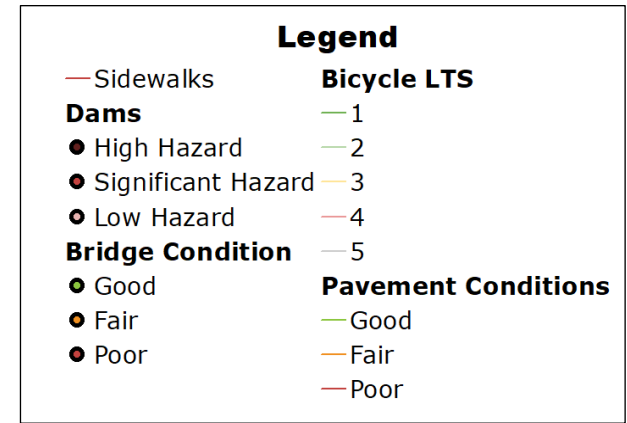 Legend
Sidewalks
Dams
High Hazard
Significant Hazard
Low Hazard
Bridge Condition
Good
Fair
Poor
Bicycle LTS
1
2
3
4
5
Pavement Conditions
Good
Fair
Poor